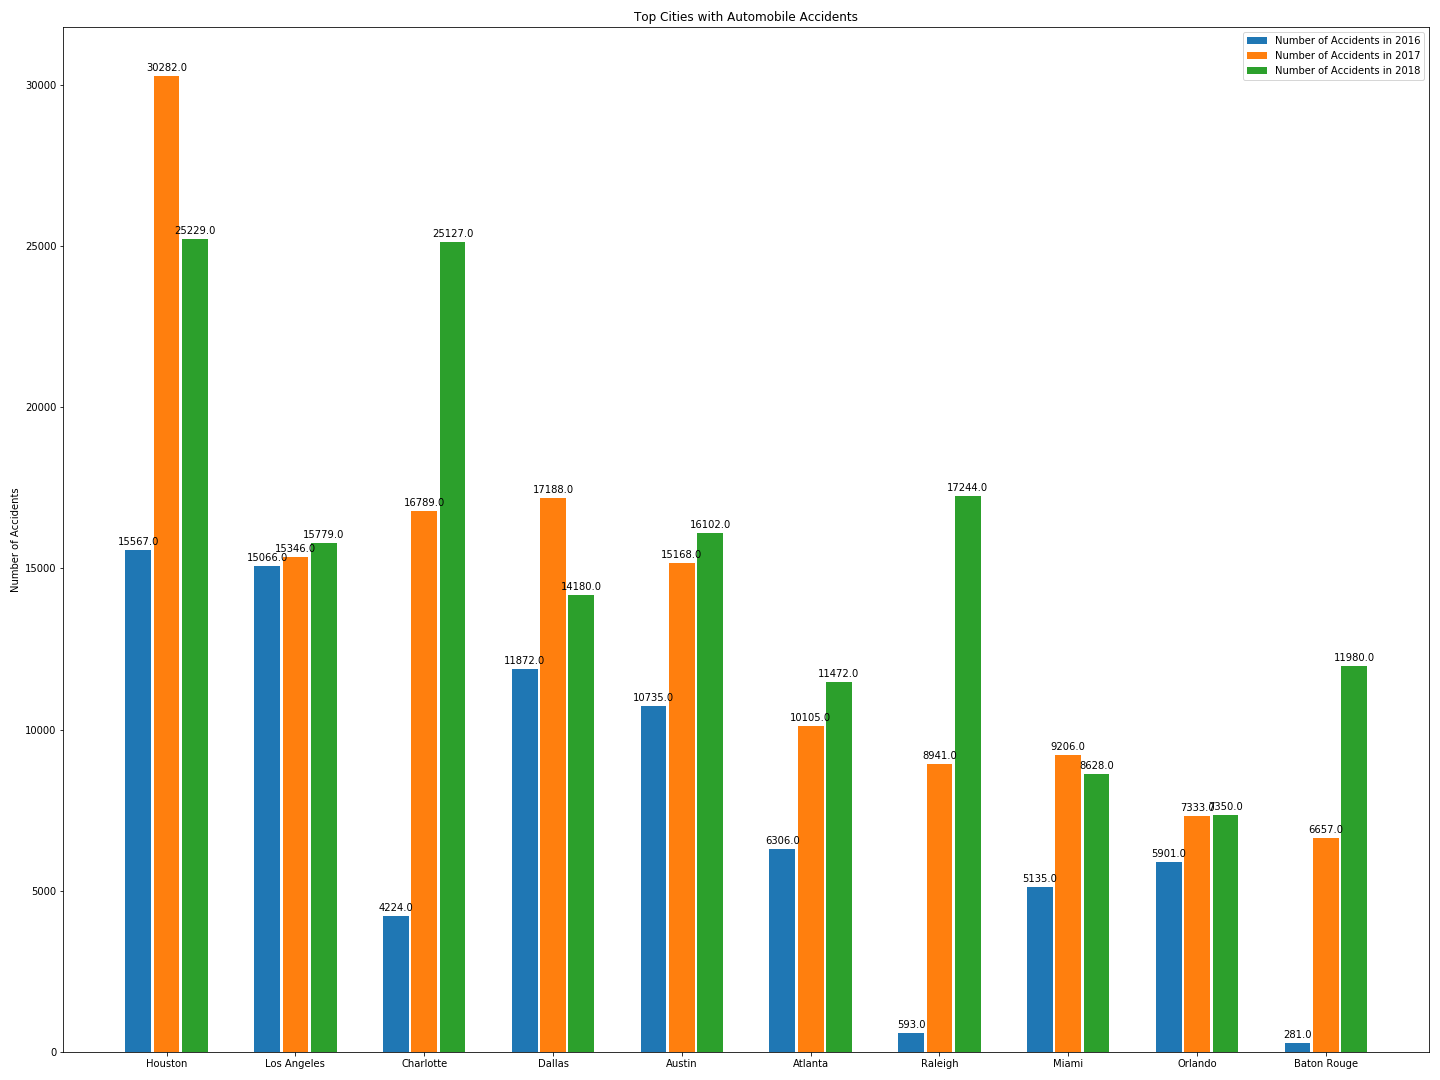 Top Cities with Automobile Accidents
Number of Accidents in 2016
Number of Accidents in 2017
Number of Accidents in 2018
Number of Accidents
30000
25000
20000
15000
10000
5000
0
15567.0
30282.0
25229.0
15066.0
15346.0
15779.0
4224.0
16789.0
25127.0
11872.0
17188.0
14180.0
10735.0
15168.0
16102.0
6306.0
10105.0
11472.0
593.0
8941.0
17244.0
5135.0
9206.0
8628.0
5901.0
7333.0
7350.0
281.0
6657.0
11980.0
Houston
Los Angeles
Charlotte
Dallas
Austin
Atlanta
Raleigh
Miami
Orlando
Baton Rouge